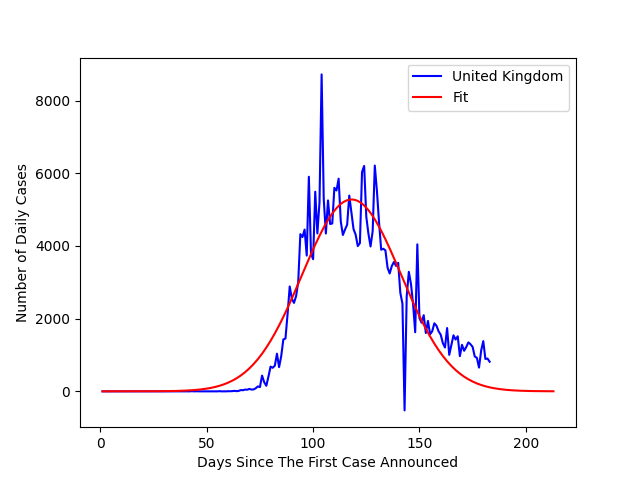 United Kingdom
Fit
8000
6000
4000
2000
0
Number of Daily Cases
0 50 100 150 200
Days Since The First Case Announced